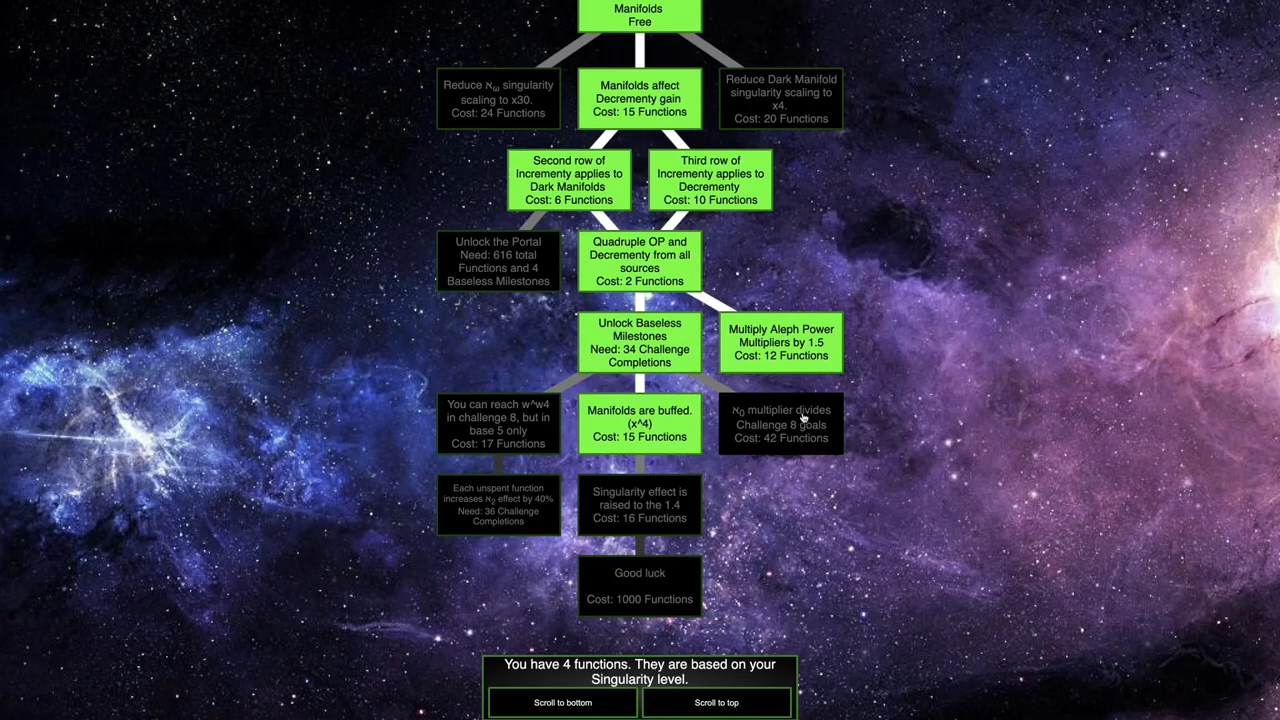 Manifolds
Free
Reduce ℵω singularity
scaling to x30.
Cost: 24 Functions
Manifolds affect
Decrementy gain
Cost: 15 Functions
Reduce Dark Manifold
singularity scaling to
x4.
Cost: 20 Functions
Second row of
Incrementy applies to
Dark Manifolds
Cost: 6 Functions
Third row of
Incrementy applies to
Decrementy
Cost: 10 Functions
Unlock the Portal
Need: 616 total
Functions and 4
Baseless Milestones
Quadruple OP and
Decrementy from all
sources
Cost: 2 Functions
Unlock Baseless
Milestones
Need: 34 Challenge
Completions
Multiply Aleph Power
Multipliers by 1.5
Cost: 12 Functions
You can reach w^w4
in challenge 8, but in
base 5 only
Cost: 17 Functions
Manifolds are buffed.
(x^4)
Cost: 15 Functions
ℵ0 multiplier divides
Challenge 8 goals
Cost: 42 Functions
Each unspent function
increases ℵ2 effect by 40%
Need: 36 Challenge
Completions
Singularity effect is
raised to the 1.4
Cost: 16 Functions
Good luck
Cost: 1000 Functions
You have 4 functions. They are based on your
Singularity level.
Scroll to bottom
Scroll to top